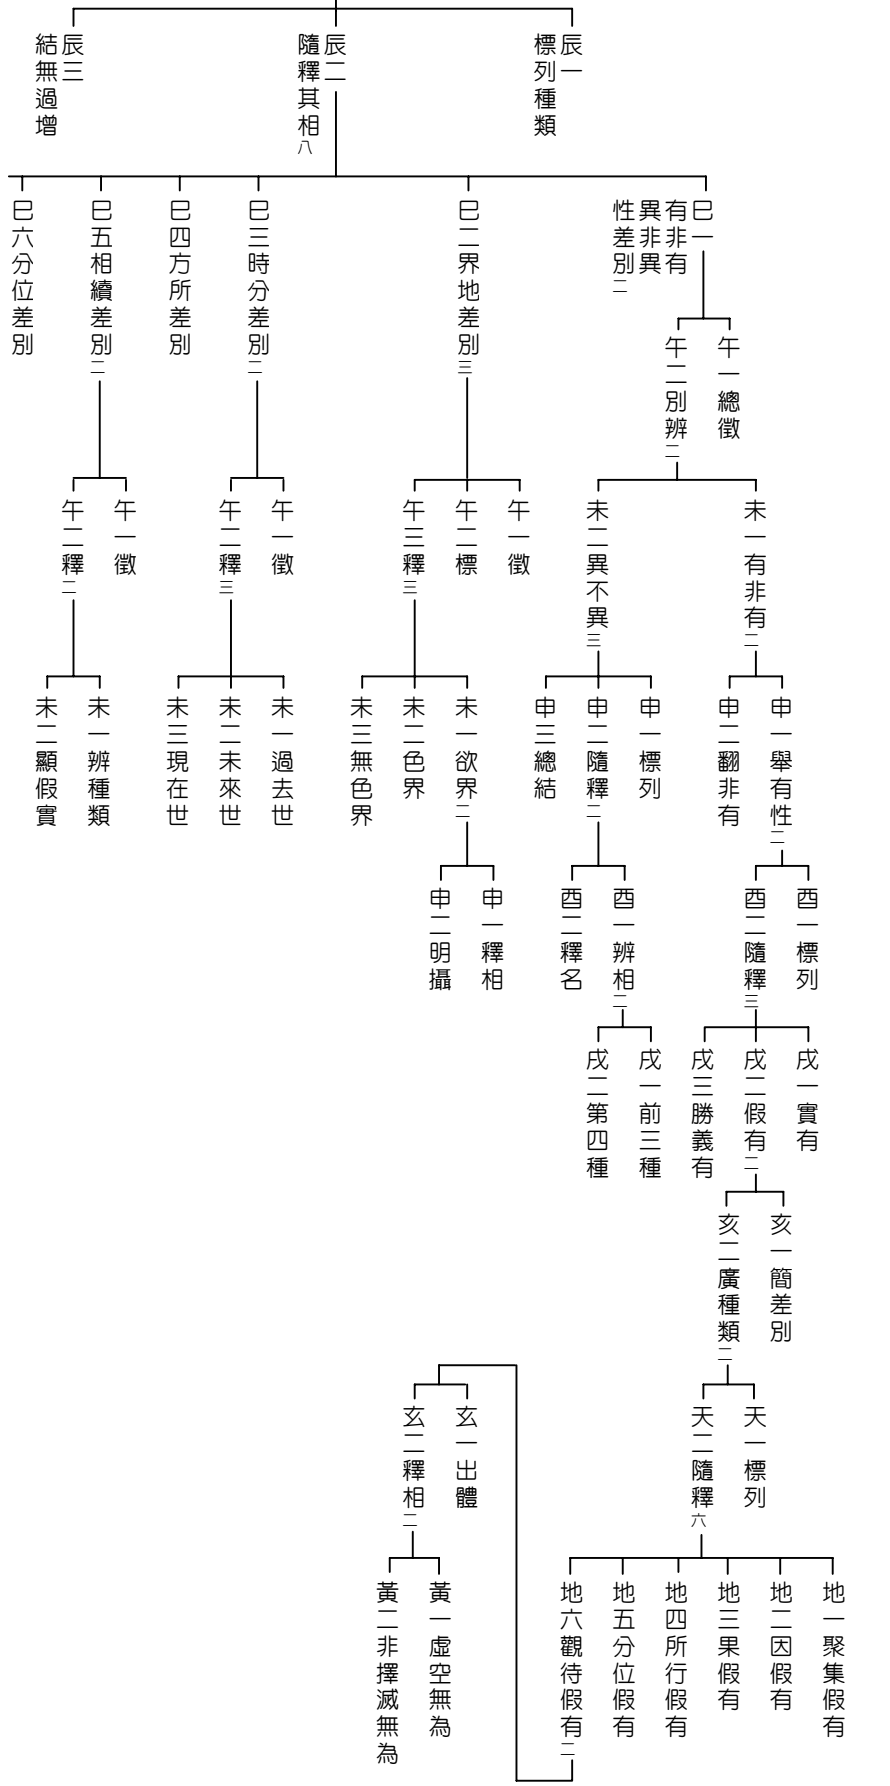 辰一
標列種類
辰二
隨釋其相八
辰三
結無過增
巳一
有非有
異非異
性差別二
巳二界地差別三
巳三時分差別二
巳四方所差別
巳五相續差別二
巳六分位差別
午一總徵
午二別辨二
未一有非有二
未二異不異三
午一徵
午二標
午三釋三
午一徵
午二釋三
午一徵
午二釋二
申一舉有性二
申二翻非有
申一標列
申二隨釋二
申三總結
未一欲界二
未二色界
未三無色界
未一過去世
未二未來世
未三現在世
未一辨種類
未二顯假實
酉一標列
酉二隨釋三
酉一辨相二
酉二釋名
申一釋相
申二明攝
戌一實有
戌二假有二
戌三勝義有
戌一前三種
戌二第四種
亥一簡差別
亥二廣種類二
天一標列
天二隨釋六
玄一出體
玄二釋相二
地一聚集假有
地二因假有
地三果假有
地四所行假有
地五分位假有
地六觀待假有二
黃一虛空無為
黃二非擇滅無為